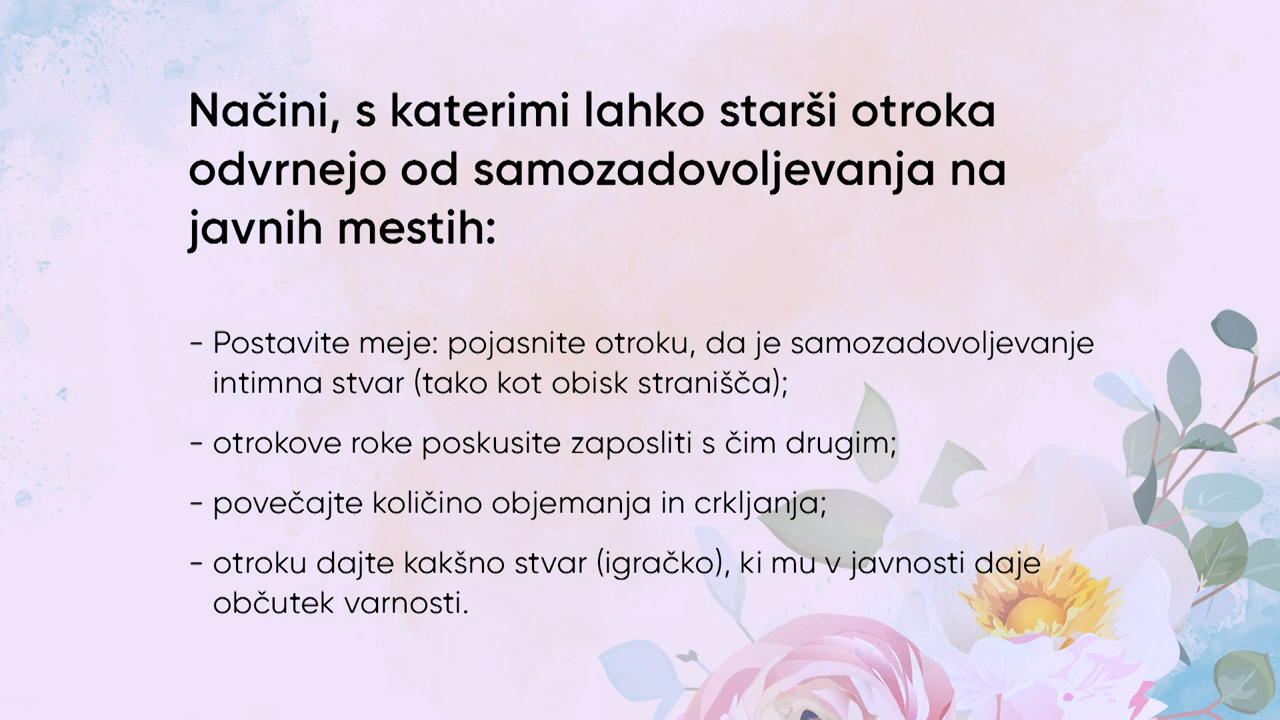 Načini, s katerimi lahko starši otroka
odvrnejo od samozadovoljevanja na
javnih mestih:
- Postavite meje: pojasnite otroku, da je samozadovoljevanje
intimna stvar (tako kot obisk stranišča);
- otrokove roke poskusite zaposliti s čim drugim;
- povečajte količino objemanja in crkljanja;
- otroku dajte kakšno stvar (igračko), ki mu v javnosti daje
občutek varnosti.